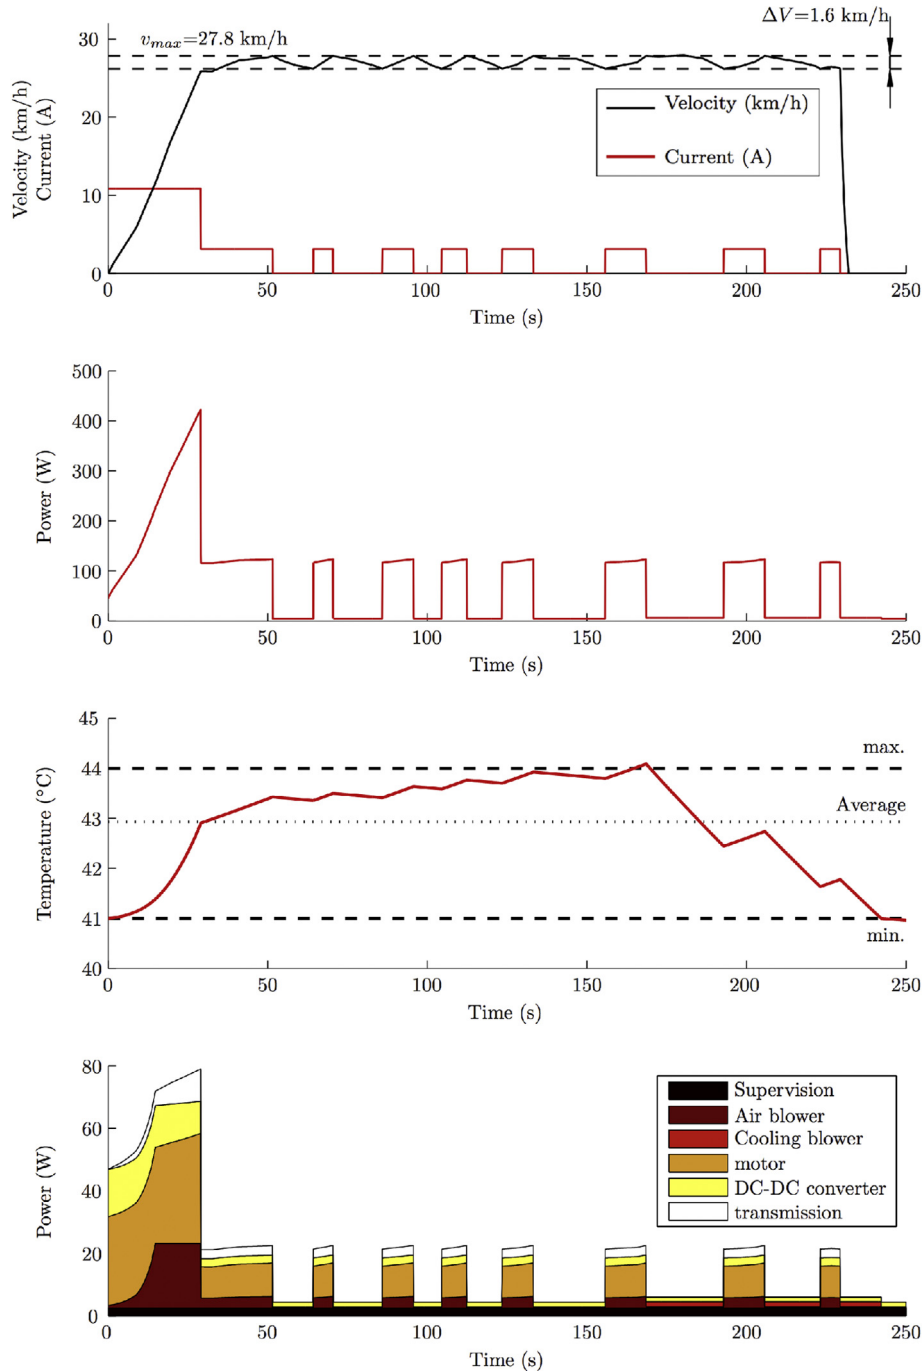 ΔV=1.6 km/h
v_max=27.8 km/h
30
20
10
0
Velocity (km/h)
Current (A)
Velocity (km/h)
Current (A)
0 50 100 150 200 250
Time (s)
500
400
300
200
100
0
Power (W)
0 50 100 150 200 250
Time (s)
45
44
43
42
41
40
Temperature (°C)
max.
Average
min.
0 50 100 150 200 250
Time (s)
80
60
40
20
0
Power (W)
Supervision
Air blower
Cooling blower
motor
DC-DC converter
transmission
0 50 100 150 200 250
Time (s)